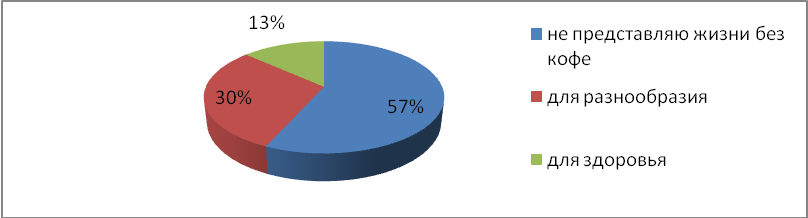 13%
30%
57%
не представляю жизни без
кофе
для разнообразия
для здоровья